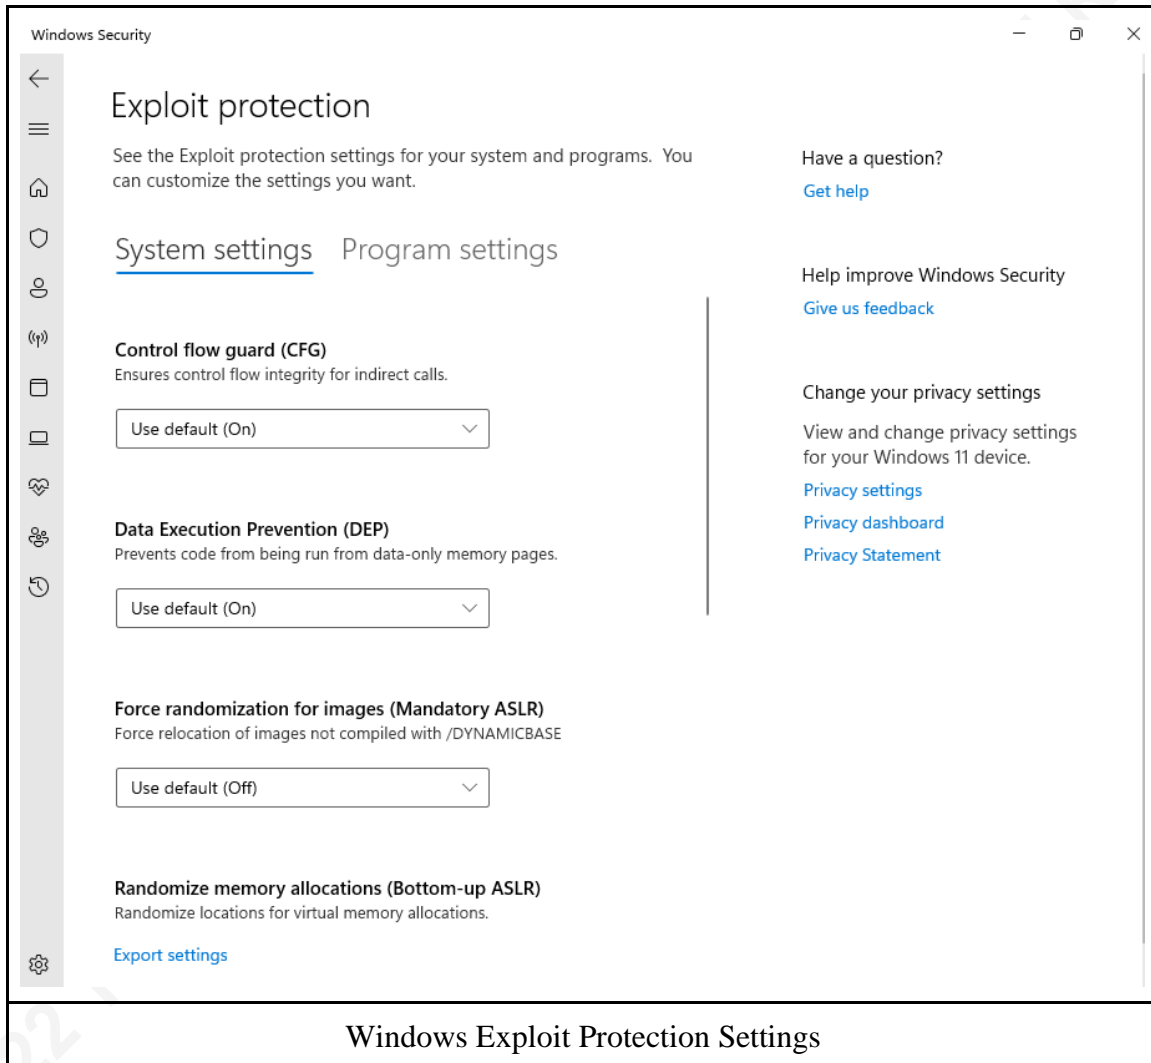 Windows Security
Exploit protection
See the Exploit protection settings for your system and programs. You
can customize the settings you want.
System settings Program settings
Control flow guard (CFG)
Ensures control flow integrity for indirect calls.
Use default (On)
Data Execution Prevention (DEP)
Prevents code from being run from data-only memory pages.
Use default (On)
Force randomization for images (Mandatory ASLR)
Force relocation of images not compiled with /DYNAMICBASE
Use default (Off)
Randomize memory allocations (Bottom-up ASLR)
Randomize locations for virtual memory allocations.
Export settings
Have a question?
Get help
Help improve Windows Security
Give us feedback
Change your privacy settings
View and change privacy settings
for your Windows 11 device.
Privacy settings
Privacy dashboard
Privacy Statement
Windows Exploit Protection Settings